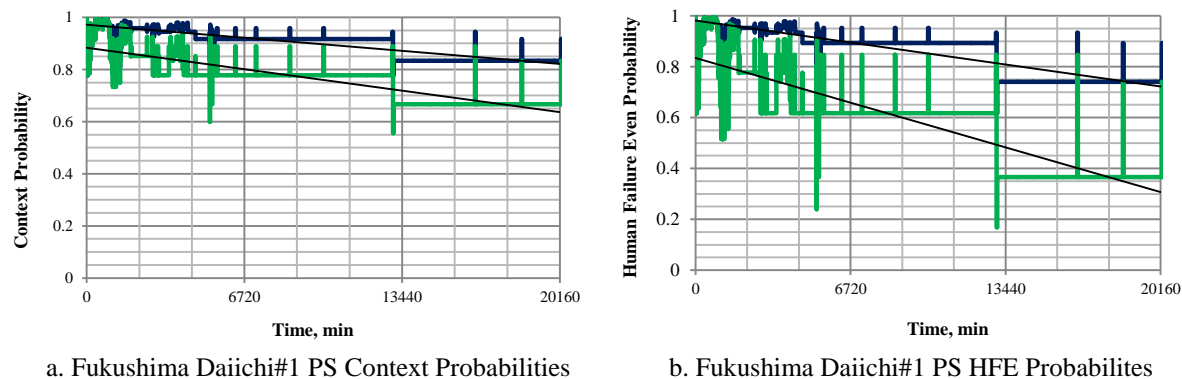 1
0.8
0.6
0.4
0.2
0
Context Probability
0 6720 13440 20160
Time, min
a. Fukushima Daiichi#1 PS Context Probabilities
1
0.8
0.6
0.4
0.2
0
Human Failure Even Probability
0 6720 13440 20160
Time, min
b. Fukushima Daiichi#1 PS HFE Probabilites